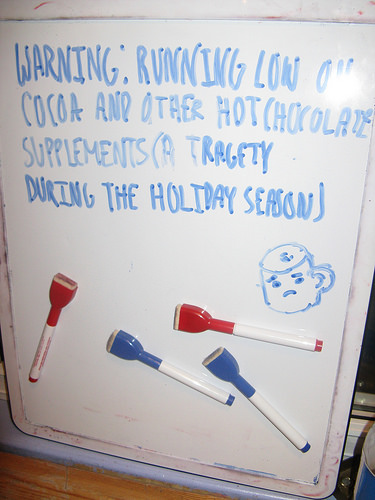 WARNING: RUNNING LOW ON
COCOA AND OTHER HOT CHOCOLATE
SUPPLEMENTS (A TRAGETY
DURING THE HOLIDAY SEASON)